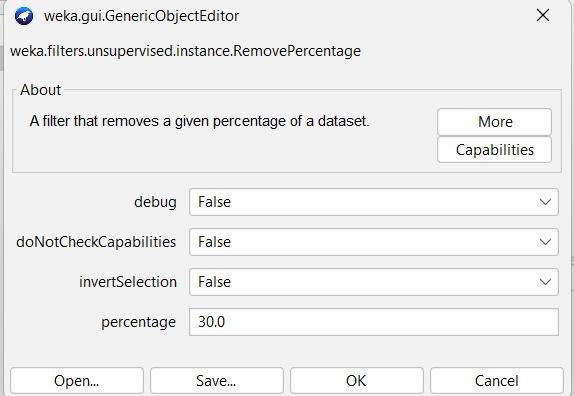 weka.gui.GenericObjectEditor
weka.filters.unsupervised.instance.RemovePercentage
About
A filter that removes a given percentage of a dataset.
More
Capabilities
debug False
doNotCheckCapabilities False
invertSelection False
percentage 30.0
Open... Save... OK Cancel